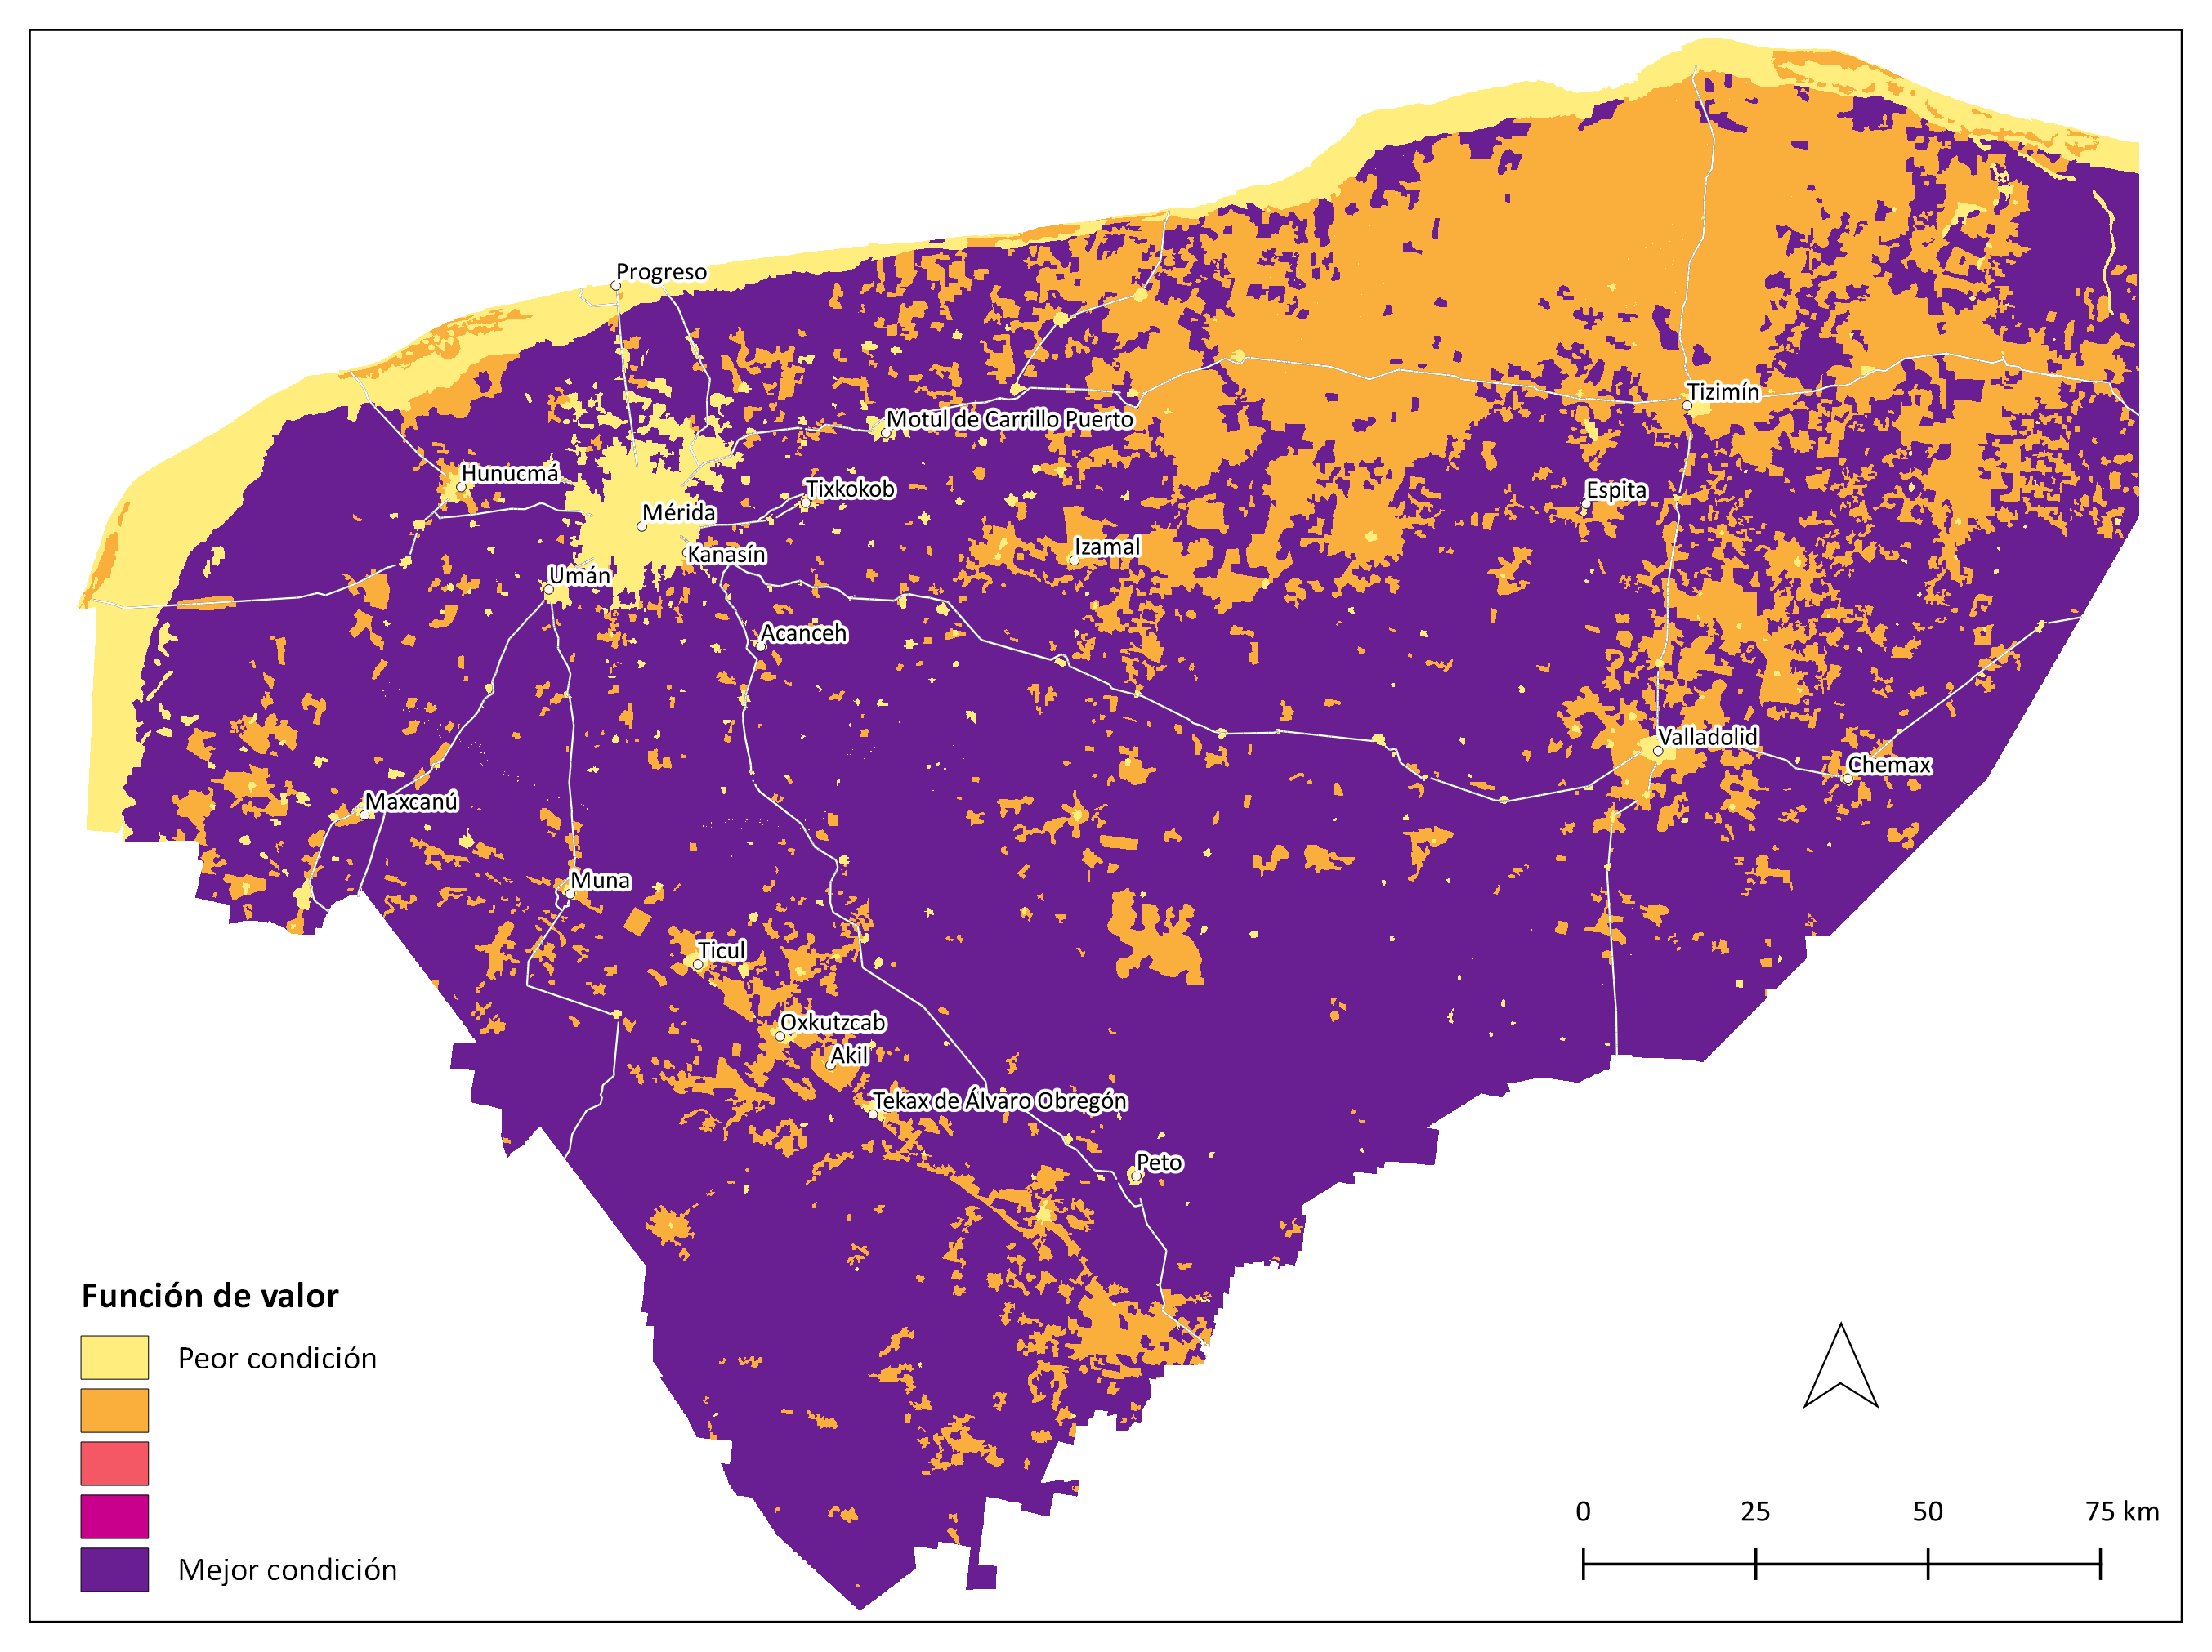 Progreso
Tizimín
Motul de Carrillo Puerto
Hunucmá
Tixkokob
Espita
Mérida
Kanasín
Izamal
Umán
Acanceh
Valladolid
Chemax
Maxcanú
Muna
Ticul
Oxkutzcab
Akil
Tekax de Álvaro Obregón
Peto
Función de valor
Peor condición
Mejor condición
0 25 50 75 km